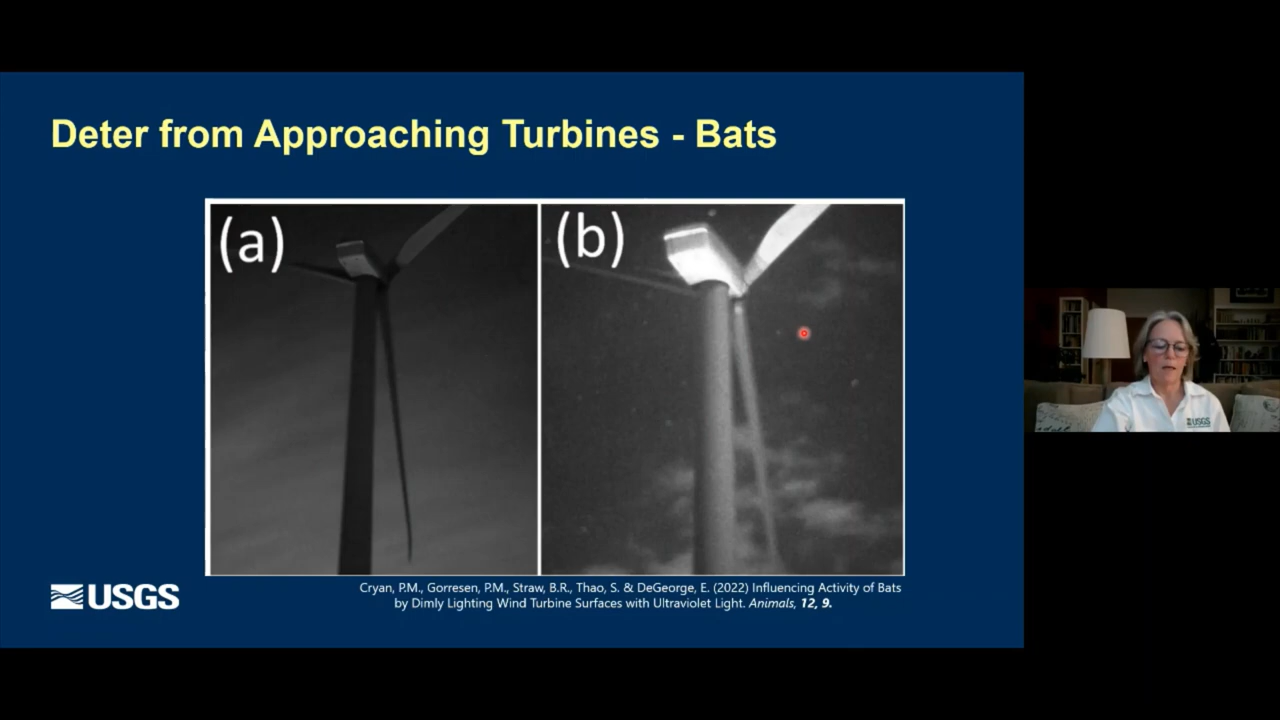 Deter from Approaching Turbines - Bats
(a)
(b)
USGS
Cryan, P.M., Gorresen, P.M., Straw, B.R., Thao, S. & DeGeorge, E. (2022) Influencing Activity of Bats
by Dimly Lighting Wind Turbine Surfaces with Ultraviolet Light. Animals, 12, 9.
USGS